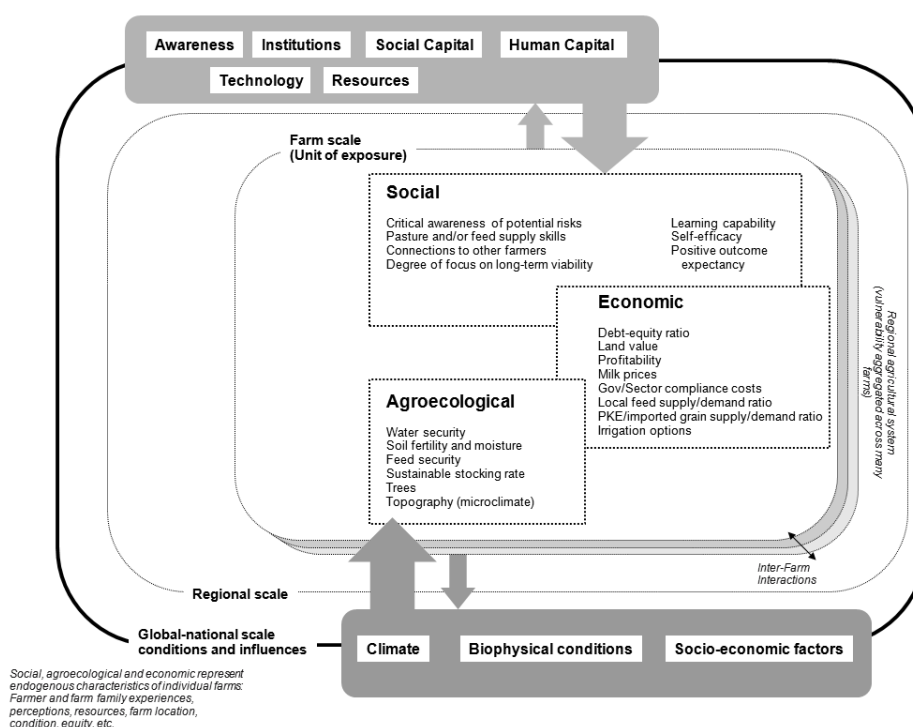 Awareness Institutions Social Capital Human Capital
Technology Resources
Farm scale
(Unit of exposure)
Social
Critical awareness of potential risks
Pasture and/or feed supply skills
Connections to other farmers
Degree of focus on long-term viability
Learning capability
Self-efficacy
Positive outcome
expectancy
Economic
Debt-equity ratio
Land value
Profitability
Milk prices
Gov/Sector compliance costs
Local feed supply/demand ratio
PKE/imported grain supply/demand ratio
Irrigation options
Agroecological
Water security
Soil fertility and moisture
Feed security
Sustainable stocking rate
Trees
Topography (microclimate)
Regional agricultural system
(vulnerability aggregated across many
farms)
Inter-Farm
Interactions
Regional scale
Global-national scale
conditions and influences
Climate Biophysical conditions Socio-economic factors
Social, agroecological and economic represent
endogenous characteristics of individual farms:
Farmer and farm family experiences,
perceptions, resources, farm location,
condition, equity, etc.